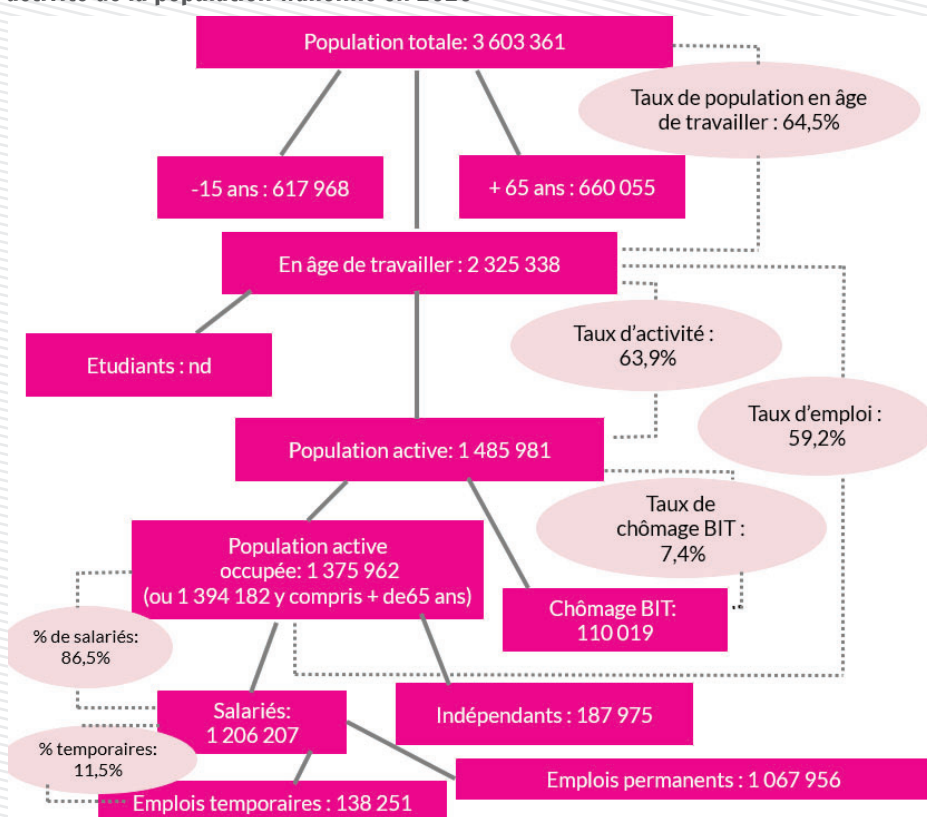 Population totale: 3 603 361
Taux de population en âge
de travailler : 64,5%
-15 ans : 617 968
+ 65 ans : 660 055
En âge de travailler : 2 325 338
Taux d'activité :
63,9%
Etudiants : nd
Taux d'emploi :
59,2%
Population active: 1 485 981
Taux de
chômage BIT :
7,4%
Population active
occupée: 1 375 962
(ou 1 394 182 y compris + de65 ans)
Chômage BIT:
110 019
% de salariés:
86,5%
Salariés:
1 206 207
Indépendants : 187 975
% temporaires:
11,5%
Emplois permanents : 1 067 956
Emplois temporaires : 138 251